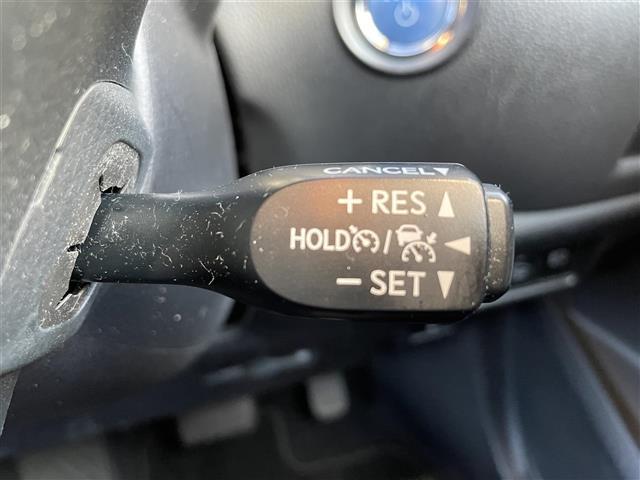 CANCEL▼
+ RES ▲
HOLD / ◀
− SET ▼